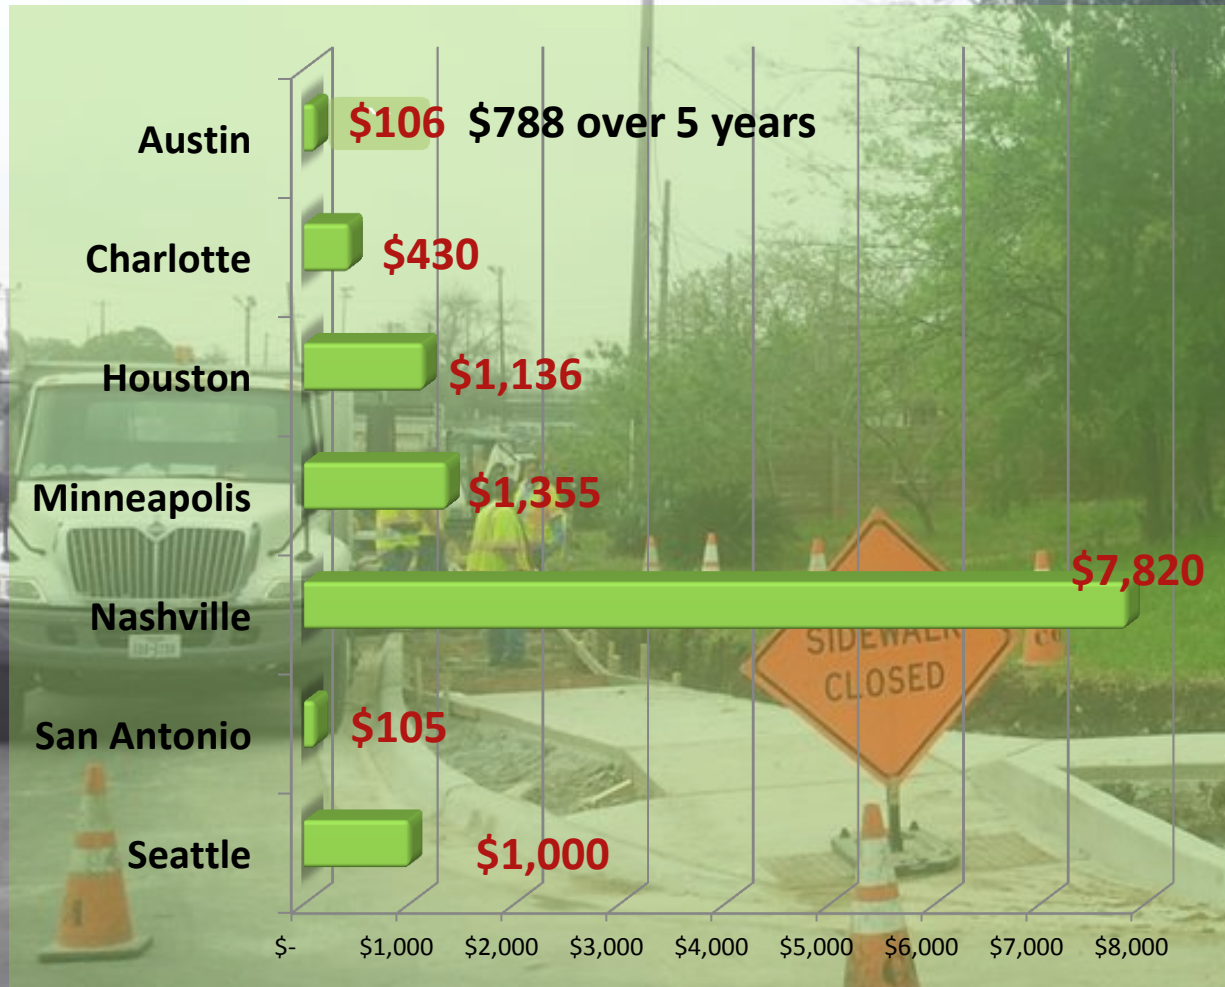 Austin $106 $788 over 5 years
Charlotte $430
Houston $1,136
Minneapolis $1,355
Nashville $7,820
SIDEWALK
CLOSED
San Antonio $105
Seattle $1,000
$- $1,000 $2,000 $3,000 $4,000 $5,000 $6,000 $7,000 $8,000